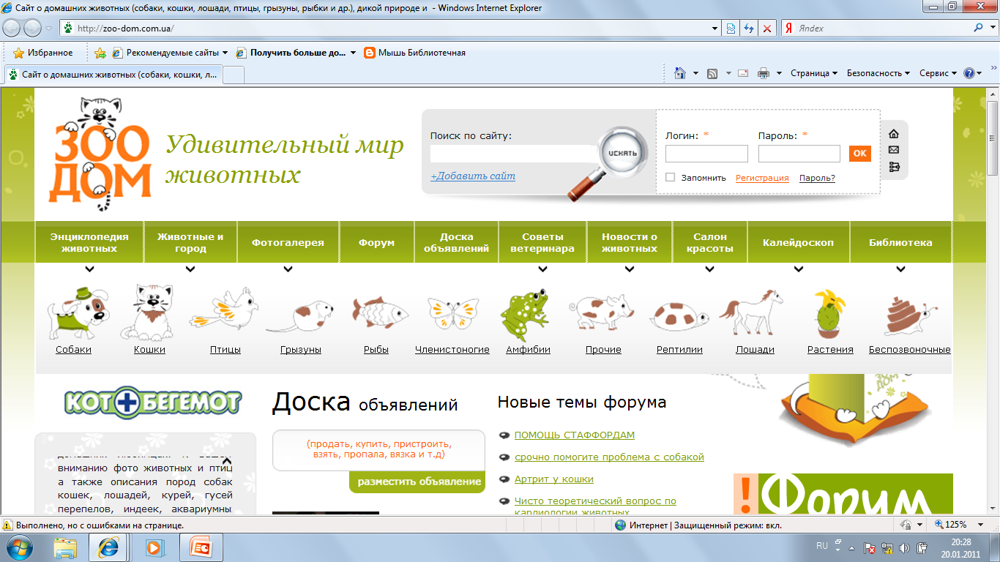 Сайт о домашних животных (собаки, кошки, лошади, птицы, грызуны, рыбки и др.), дикой природе и - Windows Internet Explorer
http://zoo-dom.com.ua/
Яndex
Избранное
Рекомендуемые сайты
Получить больше до...
Мышь Библиотечная
Сайт о домашних животных (собаки, кошки, л...
Страница
Безопасность
Сервис
ЗОО
ДОМ
Удивительный мир
животных
Поиск по сайту:
ИСКАТЬ
+Добавить сайт
Логин: *
Пароль: *
OK
Запомнить
Регистрация
Пароль?
Энциклопедия
животных
Животные и
город
Фотогалерея
Форум
Доска
объявлений
Советы
ветеринара
Новости о
животных
Салон
красоты
Калейдоскоп
Библиотека
Собаки
Кошки
Птицы
Грызуны
Рыбы
Членистоногие
Амфибии
Прочие
Рептилии
Лошади
Растения
Беспозвоночные
КОТ+БЕГЕМОТ
вниманию фото животных и птиц
а также описания пород собак
кошек, лошадей, курей, гусей
перепелов, индеек, аквариумны
Доска объявлений
(продать, купить, пристроить,
взять, пропала, вязка и т.д)
разместить объявление
Новые темы форума
ПОМОЩЬ СТАФФОРДАМ
срочно помогите проблема с собакой
Артрит у кошки
Чисто теоретический вопрос по
кардиологии животных
ДОМ
! Форум
Выполнено, но с ошибками на странице.
Интернет | Защищенный режим: вкл.
125%
RU
20:28
20.01.2011